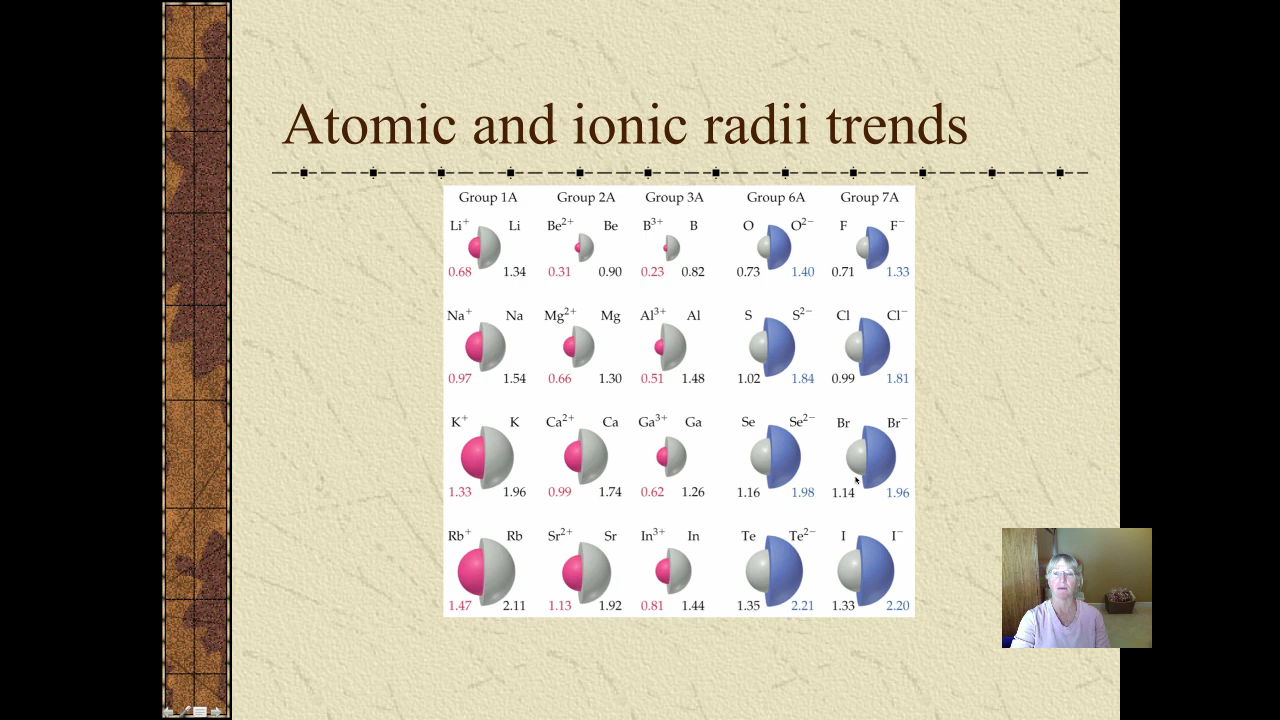 Atomic and ionic radii trends
Group 1A Group 2A Group 3A Group 6A Group 7A
Li⁺ Li Be²⁺ Be B³⁺ B O O²⁻ F F⁻
0.68 1.34 0.31 0.90 0.23 0.82 0.73 1.40 0.71 1.33
Na⁺ Na Mg²⁺ Mg Al³⁺ Al S S²⁻ Cl Cl⁻
0.97 1.54 0.66 1.30 0.51 1.48 1.02 1.84 0.99 1.81
K⁺ K Ca²⁺ Ca Ga³⁺ Ga Se Se²⁻ Br Br⁻
1.33 1.96 0.99 1.74 0.62 1.26 1.16 1.98 1.14 1.96
Rb⁺ Rb Sr²⁺ Sr In³⁺ In Te Te²⁻ I I⁻
1.47 2.11 1.13 1.92 0.81 1.44 1.35 2.21 1.33 2.20